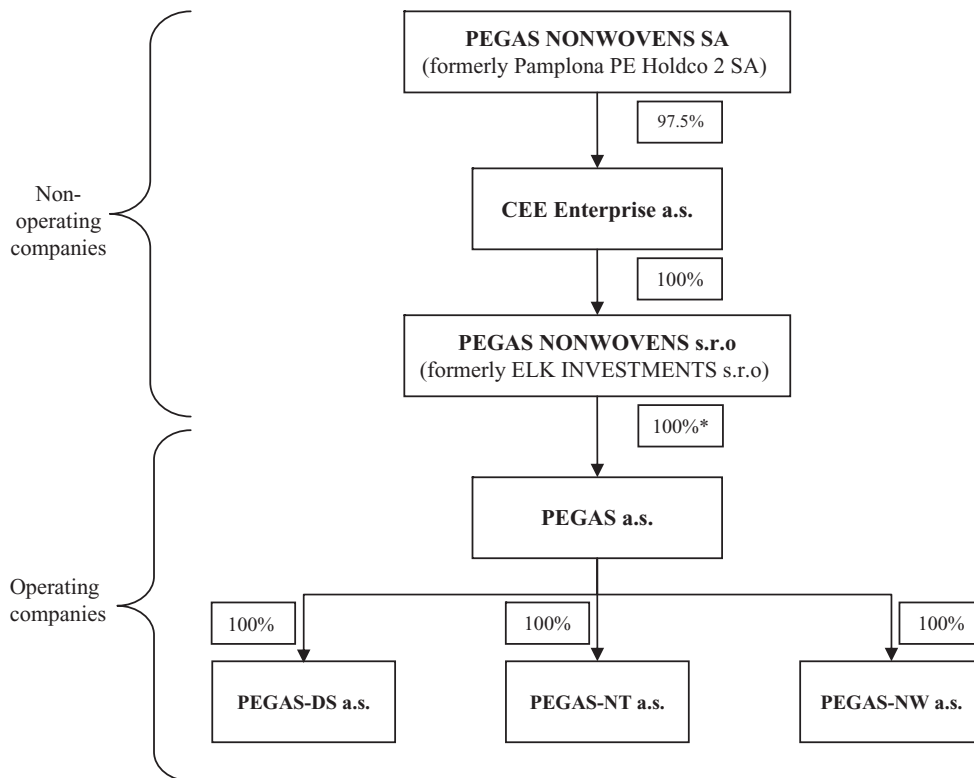 PEGAS NONWOVENS SA
(formerly Pamplona PE Holdco 2 SA)
97.5%
Non-
operating
companies
CEE Enterprise a.s.
100%
PEGAS NONWOVENS s.r.o
(formerly ELK INVESTMENTS s.r.o)
100%*
PEGAS a.s.
Operating
companies
100%
100%
100%
PEGAS-DS a.s.
PEGAS-NT a.s.
PEGAS-NW a.s.